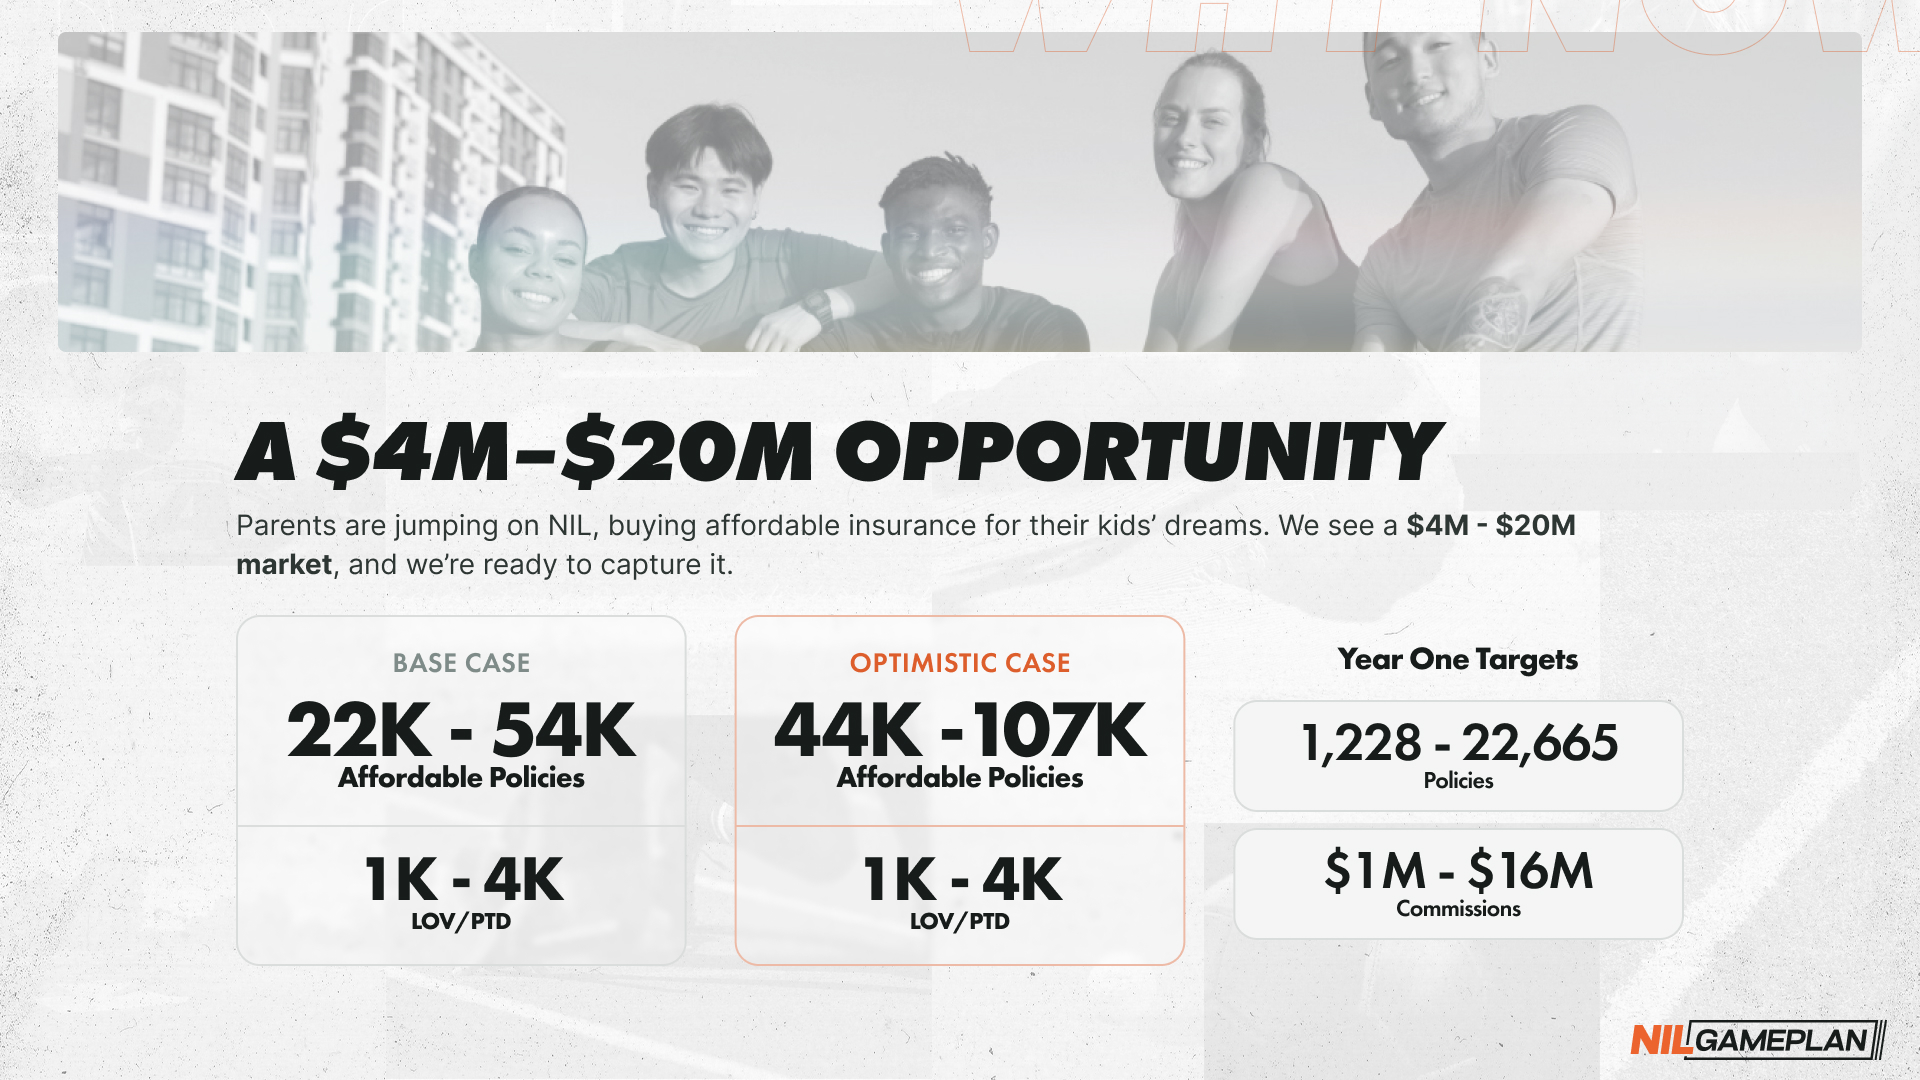 WHY NOW
A $4M–$20M OPPORTUNITY
Parents are jumping on NIL, buying affordable insurance for their kids’ dreams. We see a $4M - $20M
market, and we’re ready to capture it.
BASE CASE
22K - 54K
Affordable Policies
1K - 4K
LOV/PTD
OPTIMISTIC CASE
44K -107K
Affordable Policies
1K - 4K
LOV/PTD
Year One Targets
1,228 - 22,665
Policies
$1M - $16M
Commissions
NIL GAMEPLAN